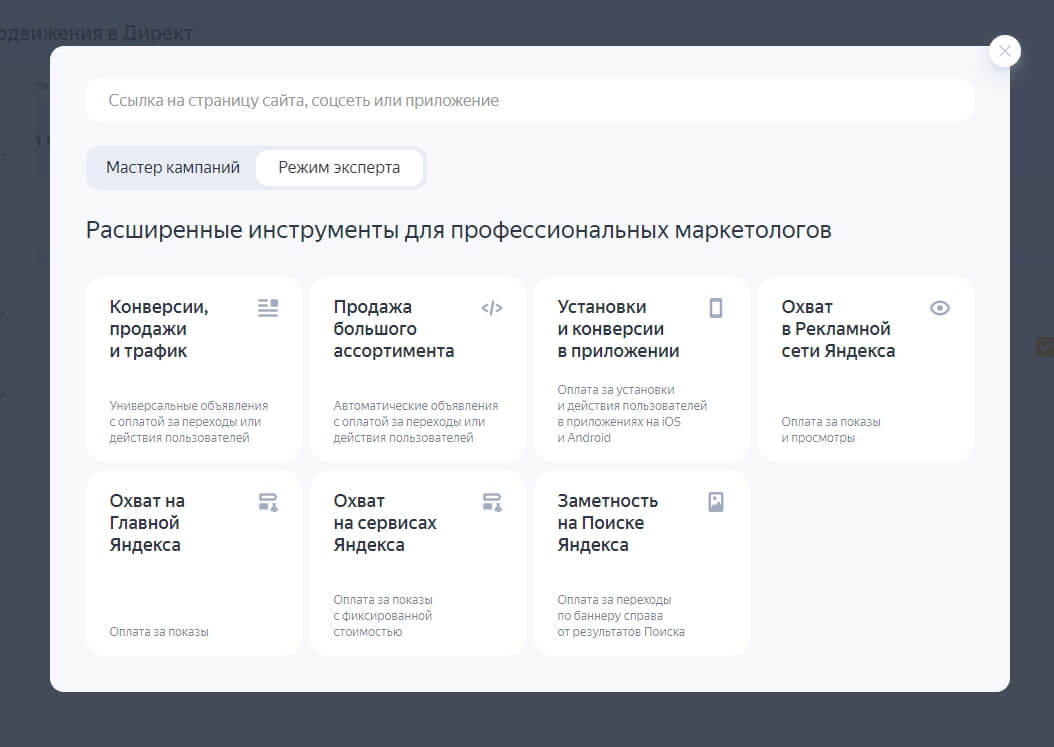 в Директ
Ссылка на страницу сайта, соцсеть или приложение
Мастер кампаний
Режим эксперта
Расширенные инструменты для профессиональных маркетологов
Конверсии,
продажи
и трафик
Универсальные объявления
с оплатой за переходы или
действия пользователей
Продажа
большого
ассортимента
Автоматические объявления
с оплатой за переходы или
действия пользователей
Установки
и конверсии
в приложении
Оплата за установки
и действия пользователей
в приложениях на iOS
и Android
Охват
в Рекламной
сети Яндекса
Оплата за показы
и просмотры
Охват на
Главной
Яндекса
Оплата за показы
Охват
на сервисах
Яндекса
Оплата за показы
с фиксированной
стоимостью
Заметность
на Поиске
Яндекса
Оплата за переходы
по баннеру справа
от результатов Поиска